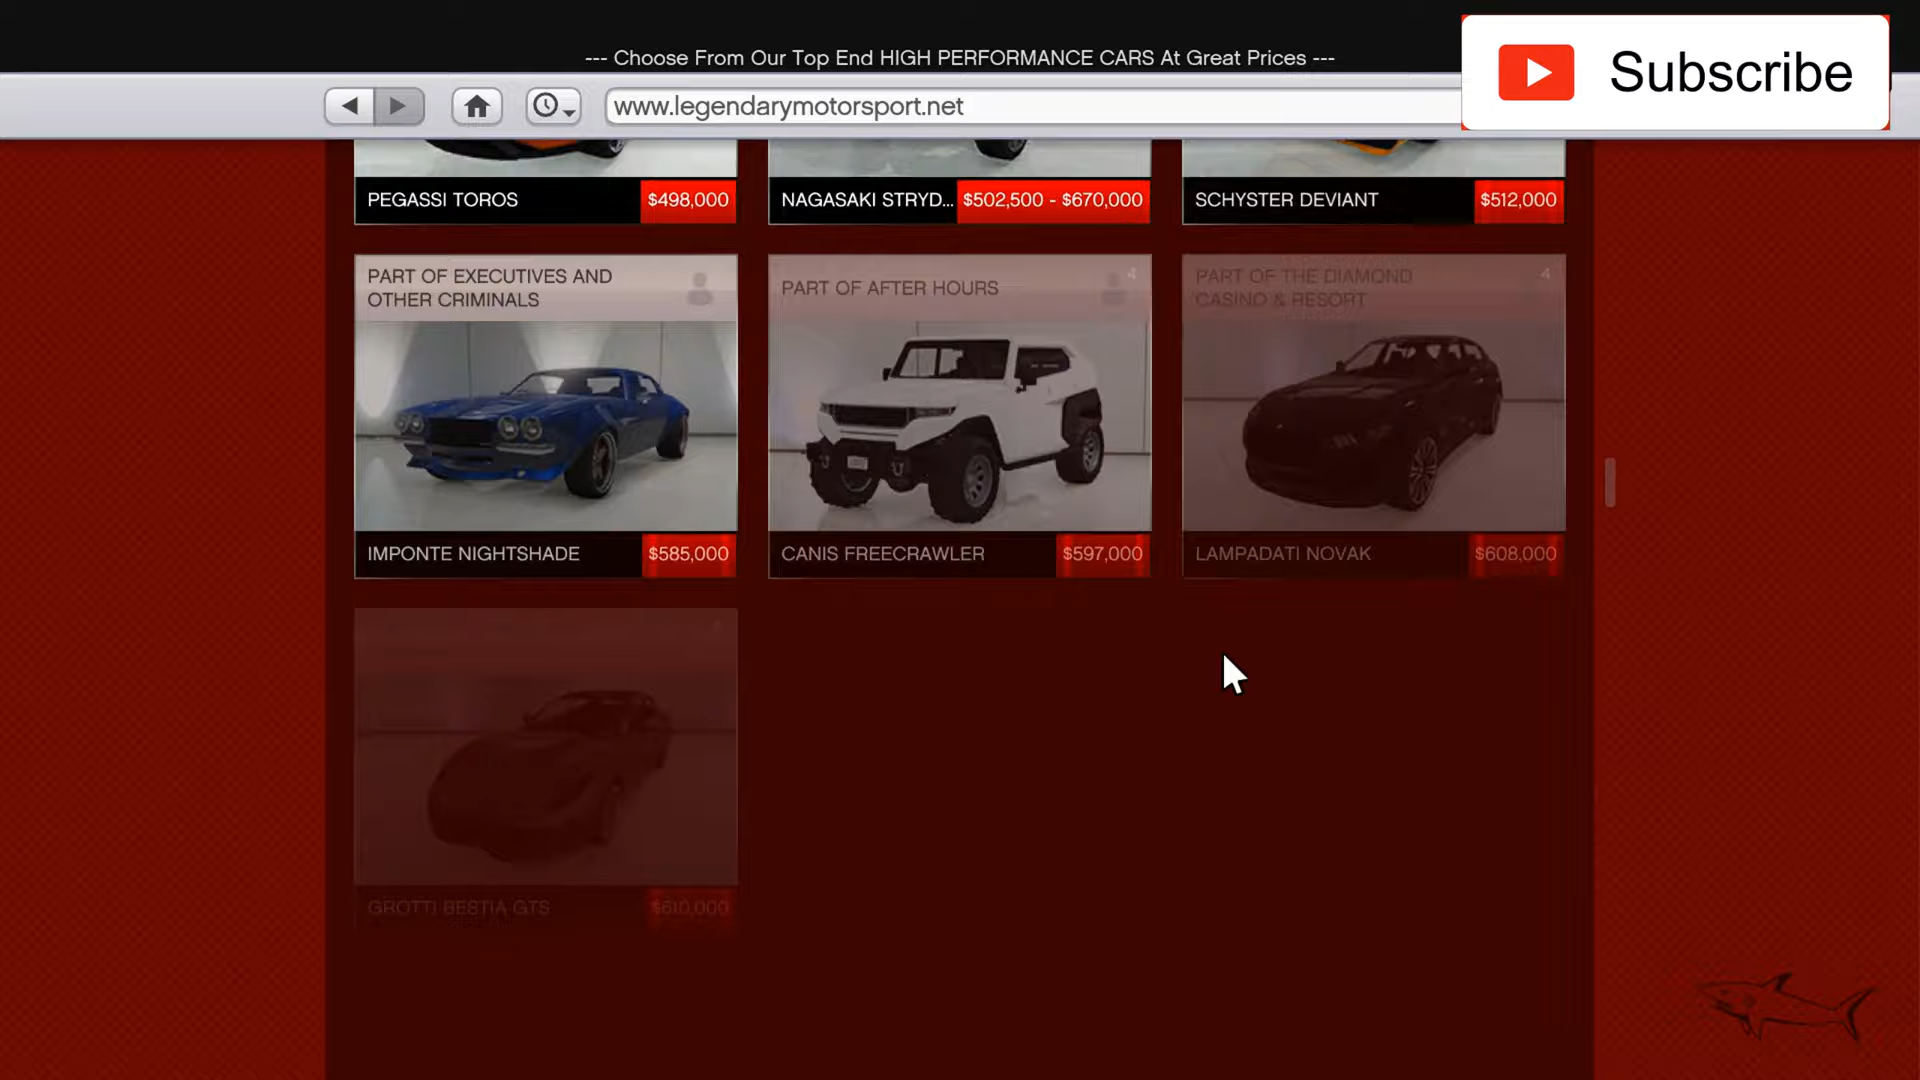 --- Choose From Our Top End HIGH PERFORMANCE CARS At Great Prices ---
Subscribe
www.legendarymotorsport.net
PEGASSI TOROS $498,000
NAGASAKI STRYD... $502,500 - $670,000
SCHYSTER DEVIANT $512,000
PART OF EXECUTIVES AND
OTHER CRIMINALS
PART OF AFTER HOURS
4
PART OF THE DIAMOND
CASINO & RESORT
4
IMPONTE NIGHTSHADE $585,000
CANIS FREECRAWLER $597,000
LAMPADATI NOVAK $608,000
GROTTI BESTIA GTS $610,000